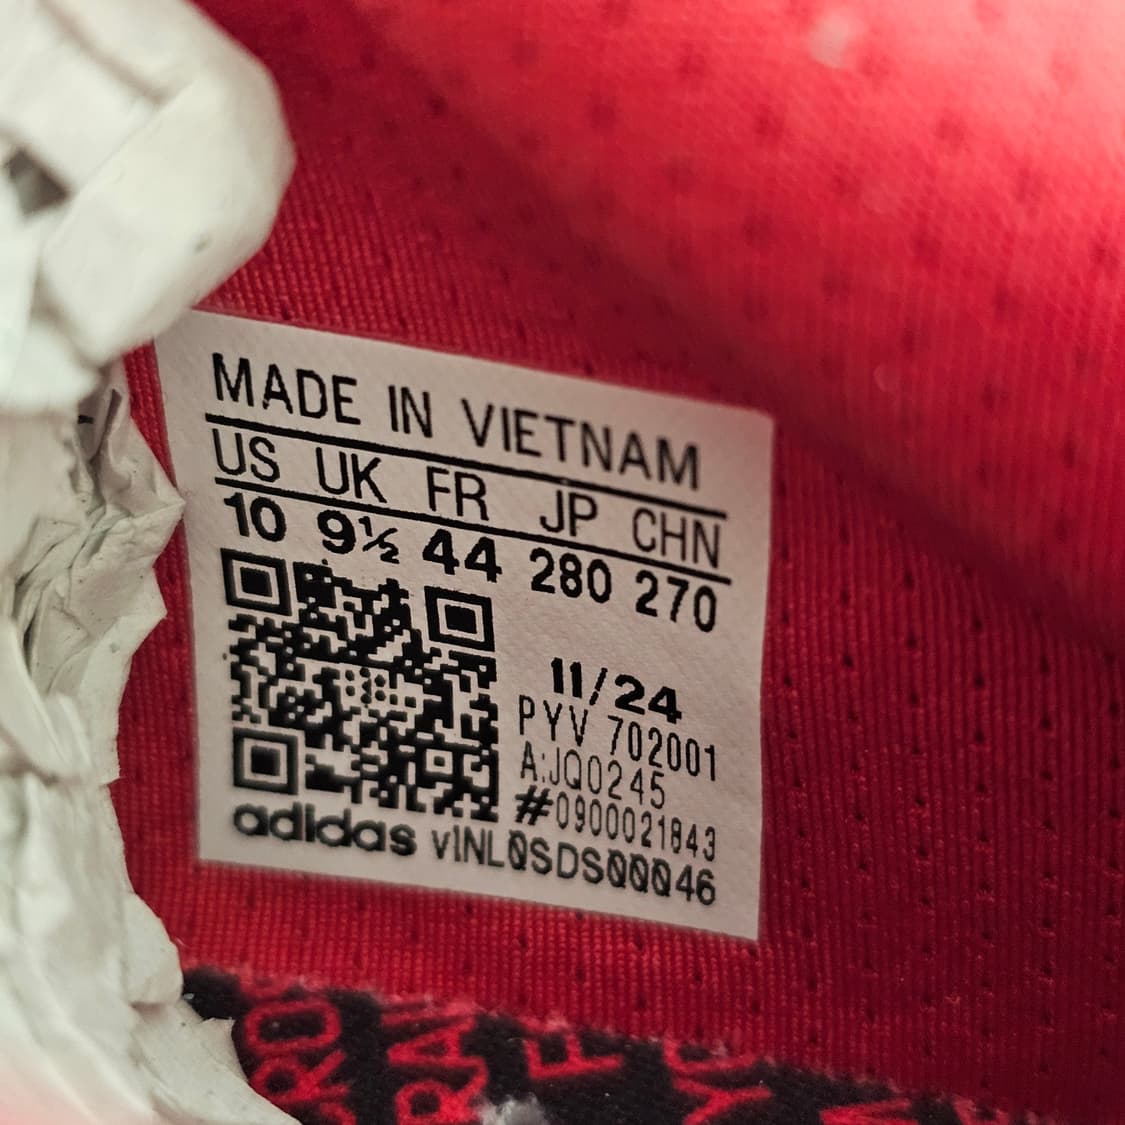 MADE IN VIETNAM
US UK FR JP CHN
10 9½ 44 280 270
11/24
PYV 702001
A:JQ0245
#0900021843
adidas v1NL0SDS00046